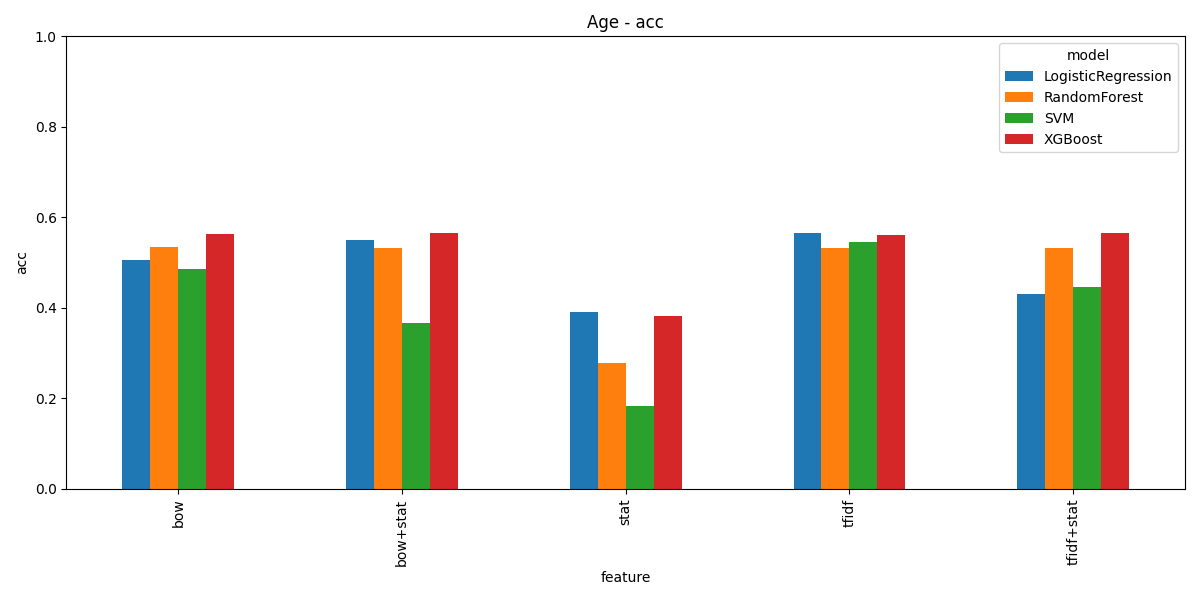 Age - acc
model
LogisticRegression
RandomForest
SVM
XGBoost
1.0
0.8
0.6
0.4
0.2
0.0
acc
bow
bow+stat
stat
tfidf
tfidf+stat
feature